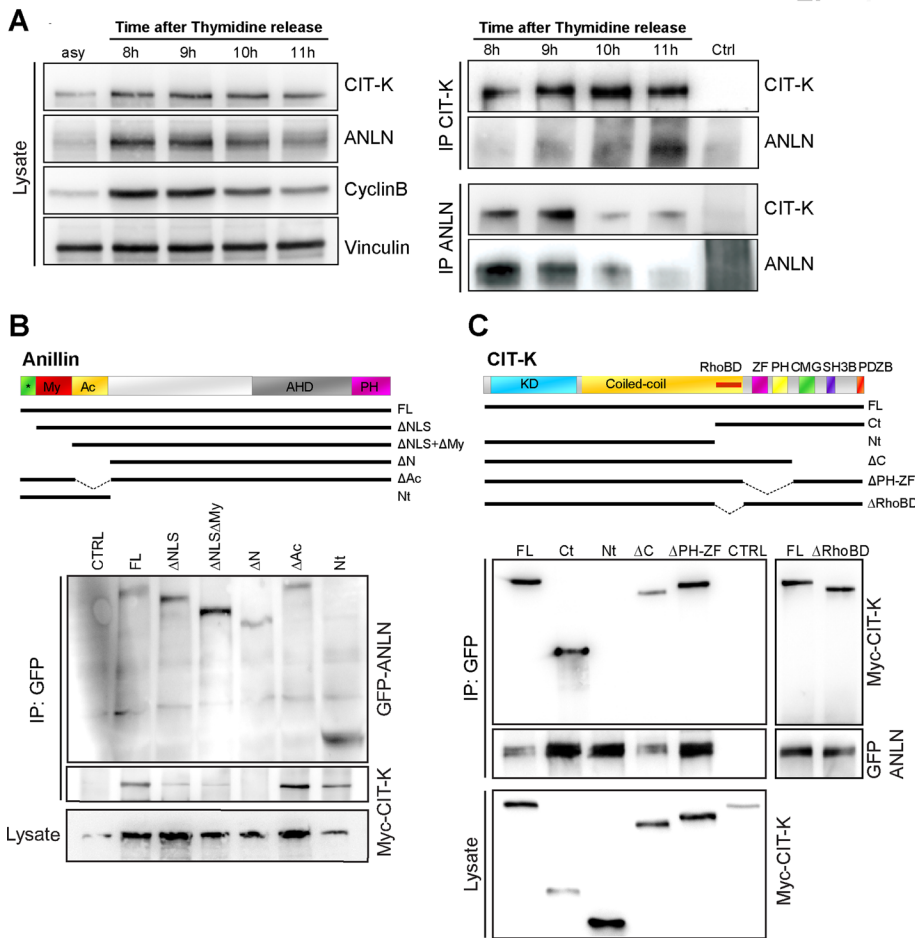 A
Time after Thymidine release
asy 8h 9h 10h 11h
CIT-K
ANLN
CyclinB
Vinculin
Lysate
Time after Thymidine release
8h 9h 10h 11h Ctrl
IP CIT-K
CIT-K
ANLN
IP ANLN
CIT-K
ANLN
B
Anillin
* My Ac AHD PH
FL
ΔNLS
ΔNLS+ΔMy
ΔN
ΔAc
Nt
CTRL FL ΔNLS ΔNLSΔMy ΔN ΔAc Nt
IP: GFP
GFP-ANLN
Myc-CIT-K
Lysate
C
CIT-K
RhoBD ZF PH CMG SH3B PDZB
KD Coiled-coil
FL
Ct
Nt
ΔC
ΔPH-ZF
ΔRhoBD
FL Ct Nt ΔC ΔPH-ZF CTRL FL ΔRhoBD
IP: GFP
Myc-CIT-K
GFP
ANLN
Lysate
Myc-CIT-K